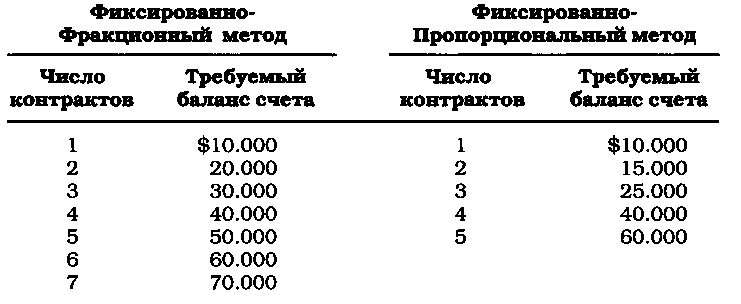 Фиксированно-
Фракционный метод
Фиксированно-
Пропорциональный метод
Число контрактов Требуемый баланс счета
Число контрактов Требуемый баланс счета
1 $10.000 1 $10.000
2 20.000 2 15.000
3 30.000 3 25.000
4 40.000 4 40.000
5 50.000 5 60.000
6 60.000
7 70.000